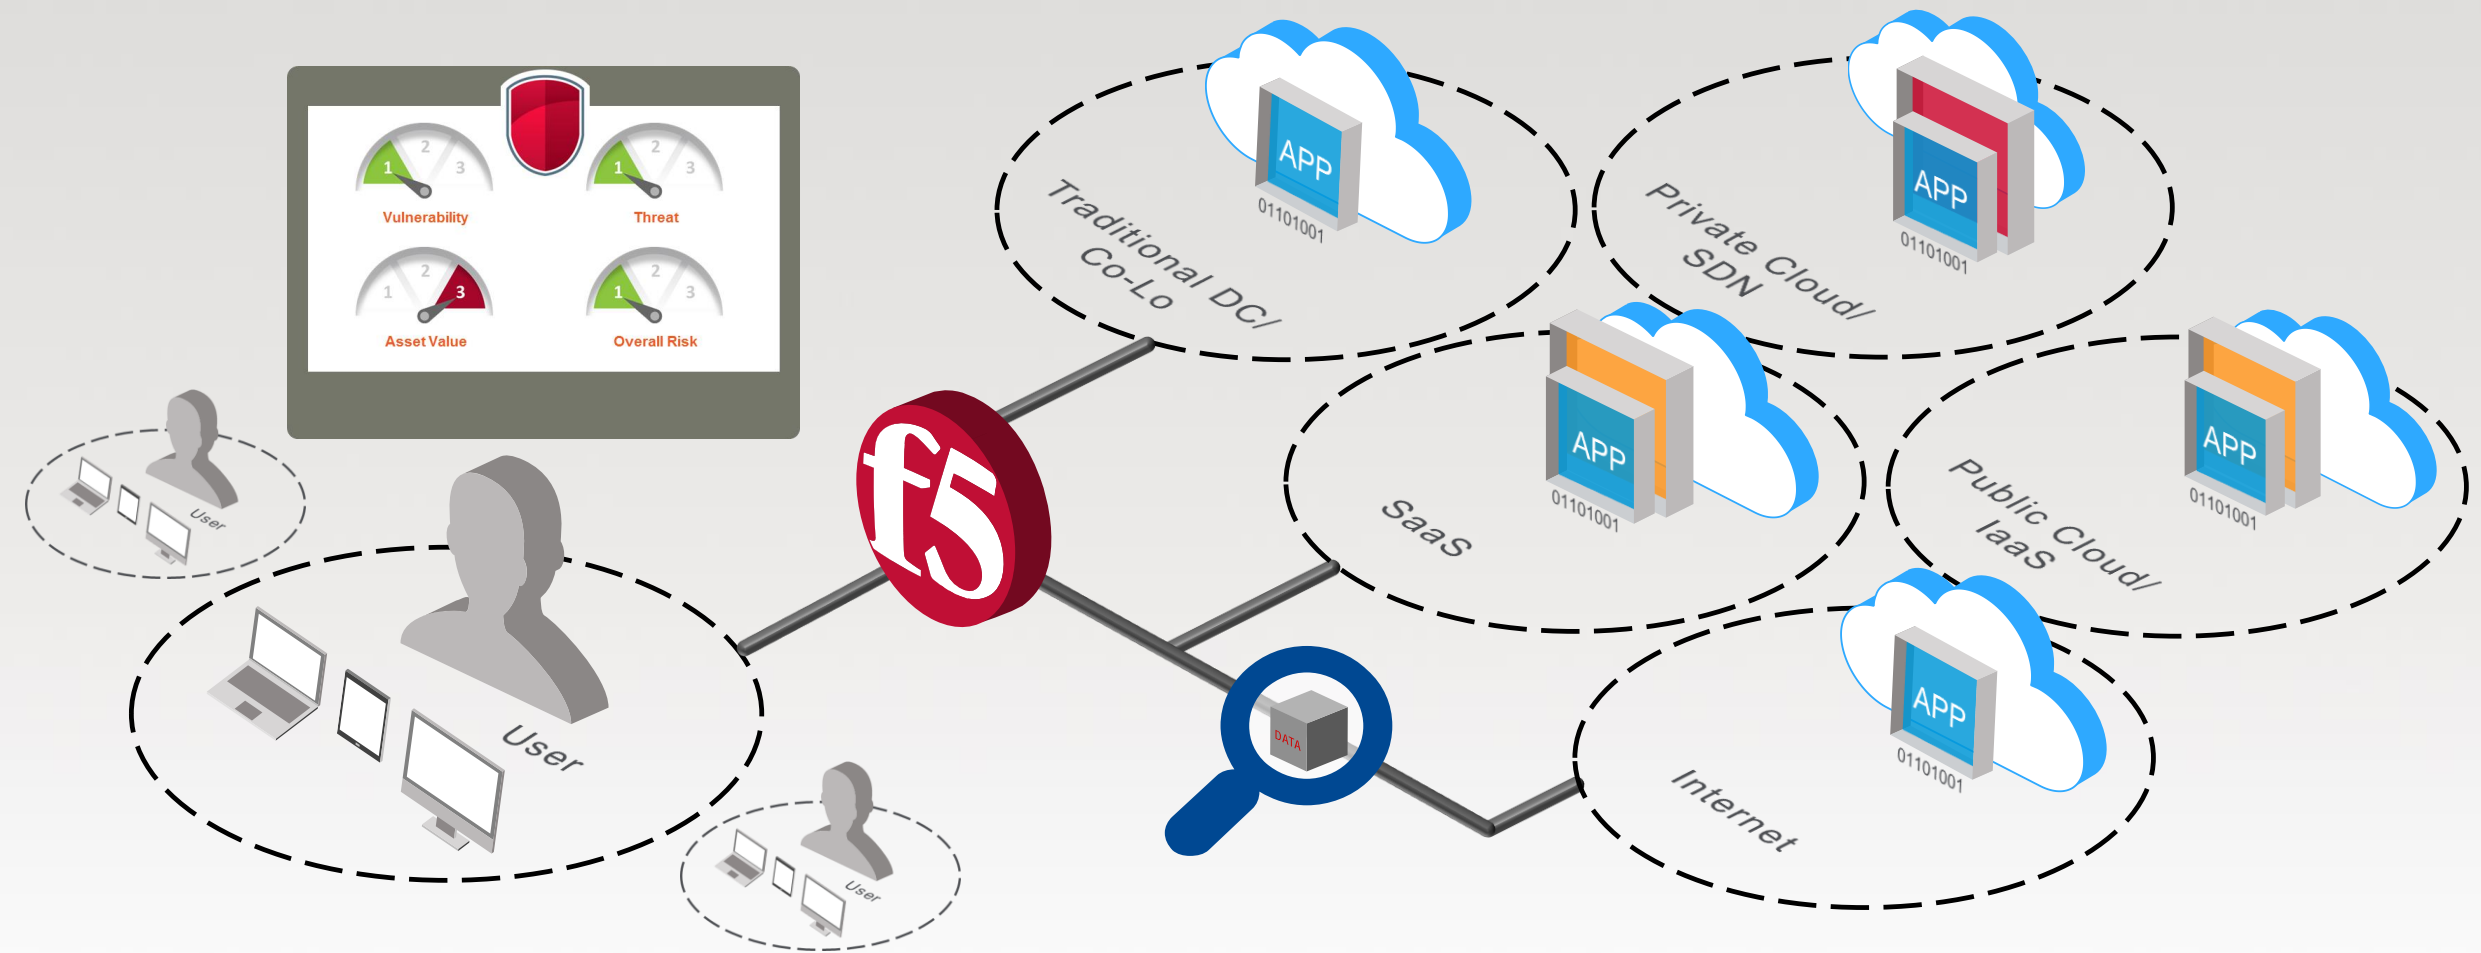 1 2 3
Vulnerability
1 2 3
Threat
1 2 3
Asset Value
1 2 3
Overall Risk
User
User
User
f5
DATA
Traditional DC/
Co-Lo
APP
01101001
Private Cloud/
SDN
APP
01101001
SaaS
APP
01101001
Public Cloud/
IaaS
APP
01101001
Internet
APP
01101001